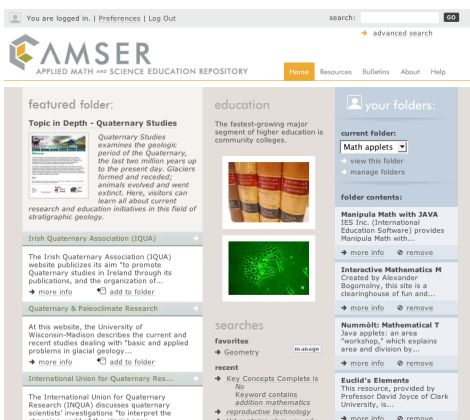 You are logged in. | Preferences | Log Out
search:
GO
advanced search
AMSER
APPLIED MATH AND SCIENCE EDUCATION REPOSITORY
Home
Resources
Bulletins
About
Help
featured folder:
Topic in Depth - Quaternary Studies
Quaternary Studies
examines the geologic
period of the Quaternary,
the last two million years up
to the present day. Glaciers
formed and receded;
animals evolved and went
extinct. Here, visitors can
learn all about current
research and education initiatives in this field of
stratigraphic geology.
Irish Quaternary Association (IQUA)
The Irish Quaternary Association (IQUA)
website publicizes its aim "to promote
Quaternary studies in Ireland through its
publications, and the organization of...
more info
add to folder
Quaternary & Paleoclimate Research
At this website, the University of
Wisconsin-Madison describes the current and
recent studies dealing with "basic and applied
problems in glacial geology...
more info
add to folder
International Union for Quaternary Res...
The International Union for Quaternary
Research (INQUA) discusses quaternary
scientists' investigations "to interpret the
education
The fastest-growing major
segment of higher education is
community colleges.
searches
favorites
manage
Geometry
recent
Key Concepts Complete is
No
Keyword contains
addition mathematics
reproductive technology
your folders:
current folder:
Math applets
view this folder
manage folders
folder contents:
Manipula Math with JAVA
IES Inc. (International
Education Software) provides
Manipula Math with...
more info
remove
Interactive Mathematics M
Created by Alexander
Bogomolny, this site is a
clearinghouse of fun and...
more info
remove
Nummolt: Mathematical T
Java applets: an area
"workshop," which explains
area and division by...
more info
remove
Euclid's Elements
This resource, provided by
Professor David Joyce of Clark
University, is...
more info
remove